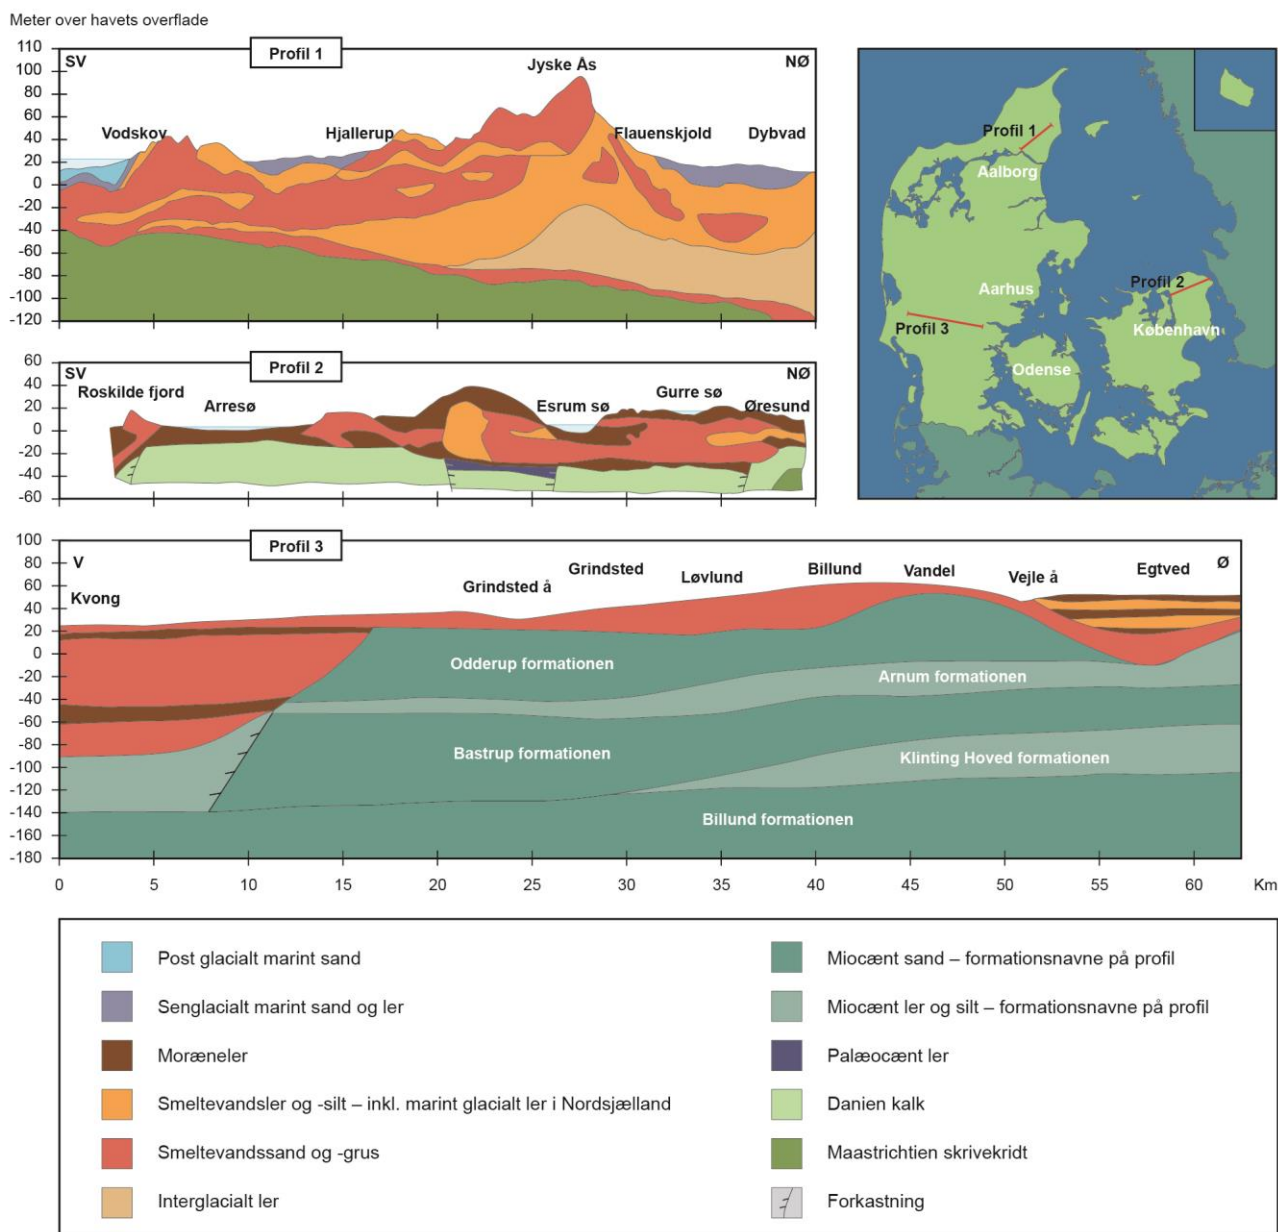 Meter over havets overflade
110
100
80
60
40
20
0
-20
-40
-60
-80
-100
-120
SV
Profil 1
NØ
Jyske Ås
Vodskov
Hjallerup
Flauenskjold
Dybvad
60
40
20
0
-20
-40
-60
SV
Profil 2
NØ
Roskilde fjord
Arresø
Esrum sø
Gurre sø
Øresund
Profil 1
Aalborg
Aarhus
Profil 2
Profil 3
København
Odense
100
80
60
40
20
0
-20
-40
-60
-80
-100
-120
-140
-160
-180
V
Profil 3
Ø
Kvong
Grindsted å
Grindsted
Løvlund
Billund
Vandel
Vejle å
Egtved
Odderup formationen
Arnum formationen
Bastrup formationen
Klinting Hoved formationen
Billund formationen
0 5 10 15 20 25 30 35 40 45 50 55 60 Km
Post glacialt marint sand
Senglacialt marint sand og ler
Moræneler
Smeltevandsler og -silt – inkl. marint glacialt ler i Nordsjælland
Smeltevandssand og -grus
Interglacialt ler
Miocænt sand – formationsnavne på profil
Miocænt ler og silt – formationsnavne på profil
Palæocænt ler
Danien kalk
Maastrichtien skrivekridt
Forkastning